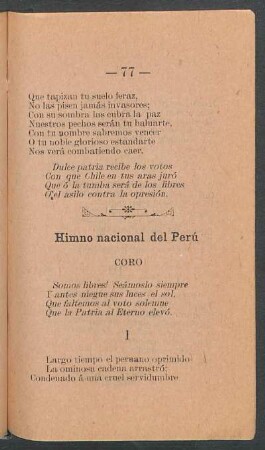 — 77 —
Que tapizan tu suelo feraz,
No las pisen jamás invasores;
Con su sombra las cubra la paz
Nuestros pechos serán tu baluarte,
Con tu nombre sabremos vencer
O tu noble glorioso estandarte
Nos verá combatiendo caer.
Dulce patria recibe los votos
Con que Chile en tus aras juró
Que ó la tumba será de los libres
O el asilo contra la opresión.
Himno nacional del Perú
CORO
Somos libres! Seámoslo siempre
Y antes niegue sus luces el sol.
Que faltemos al voto solemne
Que la Patria al Eterno elevó.
I
Largo tiempo el peruano oprimido
La ominosa cadena arrastró:
Condenado á una cruel servidumbre